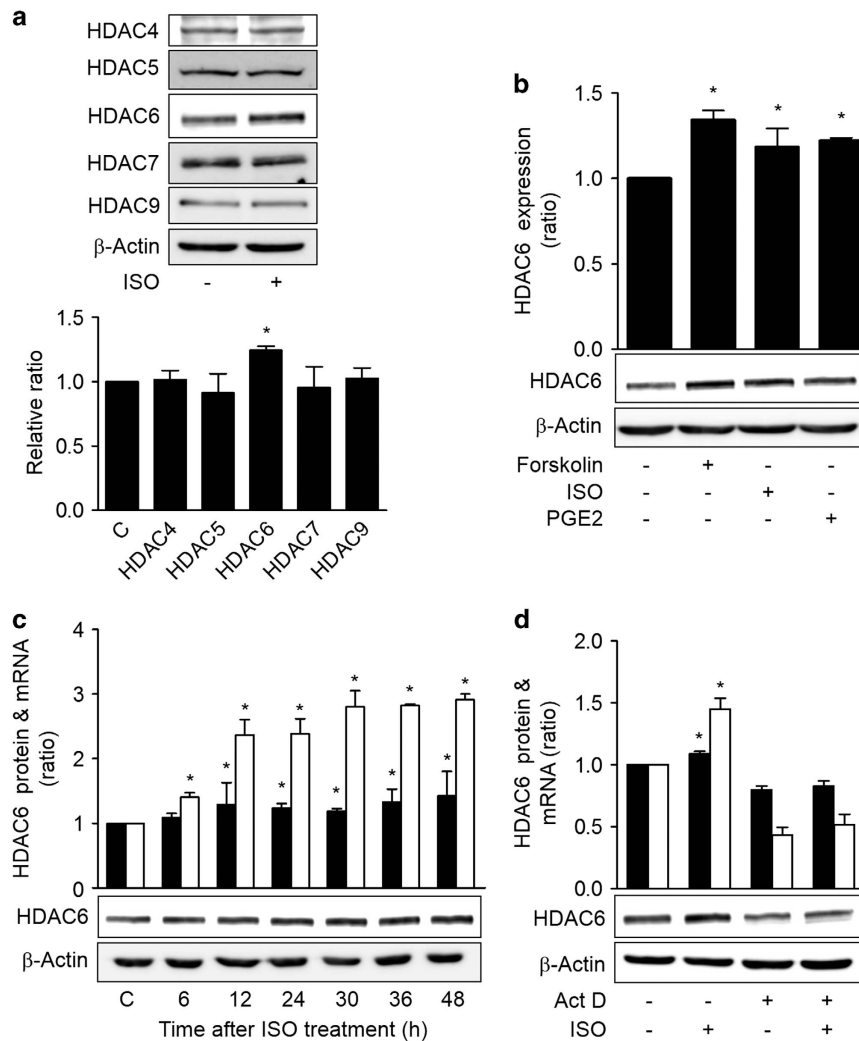 a
HDAC4
HDAC5
HDAC6
HDAC7
HDAC9
β-Actin
ISO - +
Relative ratio
1.5
1.0
0.5
0.0
*
C HDAC4 HDAC5 HDAC6 HDAC7 HDAC9
b
HDAC6 expression
(ratio)
1.5
1.0
0.5
0.0
* * *
HDAC6
β-Actin
Forskolin - + - -
ISO - - + -
PGE2 - - - +
c
HDAC6 protein & mRNA
(ratio)
4
3
2
1
0
* * * * * * * * * * *
HDAC6
β-Actin
C 6 12 24 30 36 48
Time after ISO treatment (h)
d
HDAC6 protein &
mRNA (ratio)
2.0
1.5
1.0
0.5
0.0
* *
HDAC6
β-Actin
Act D - - + +
ISO - + - +